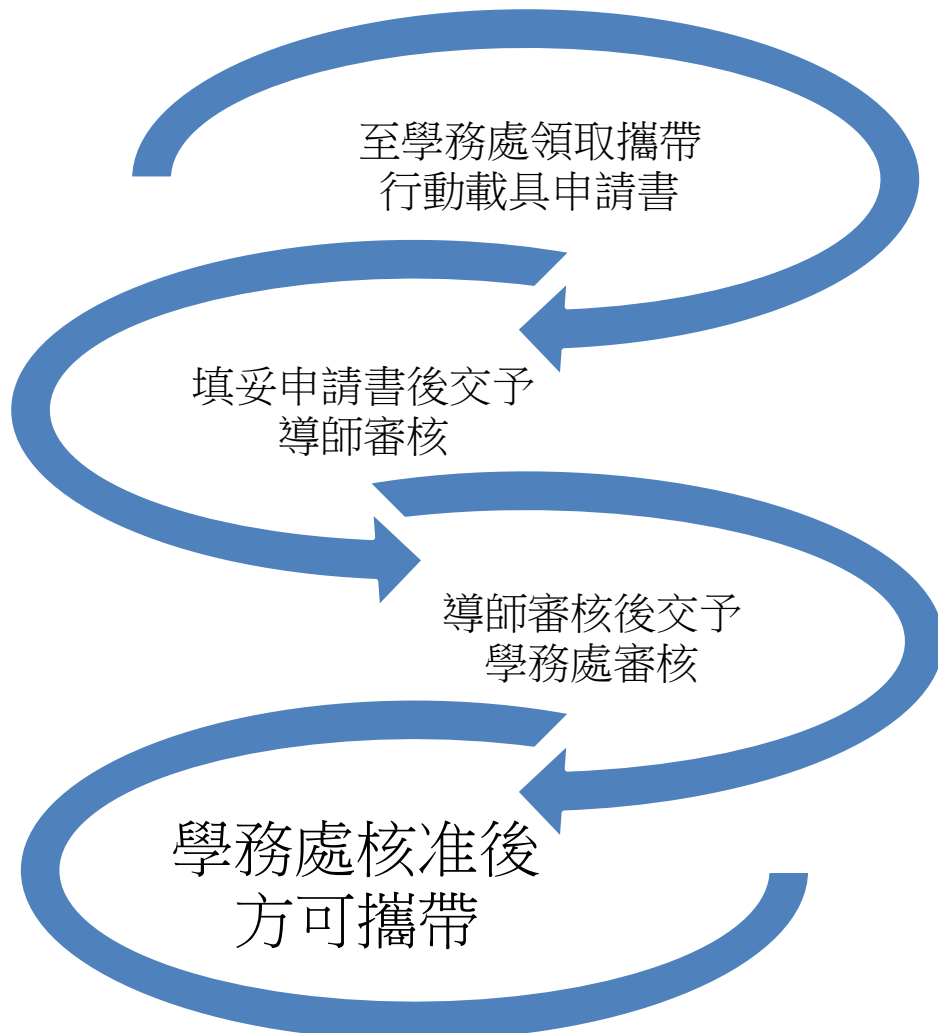 至學務處領取攜帶
行動載具申請書
填妥申請書後交予
導師審核
導師審核後交予
學務處審核
學務處核准後
方可攜帶